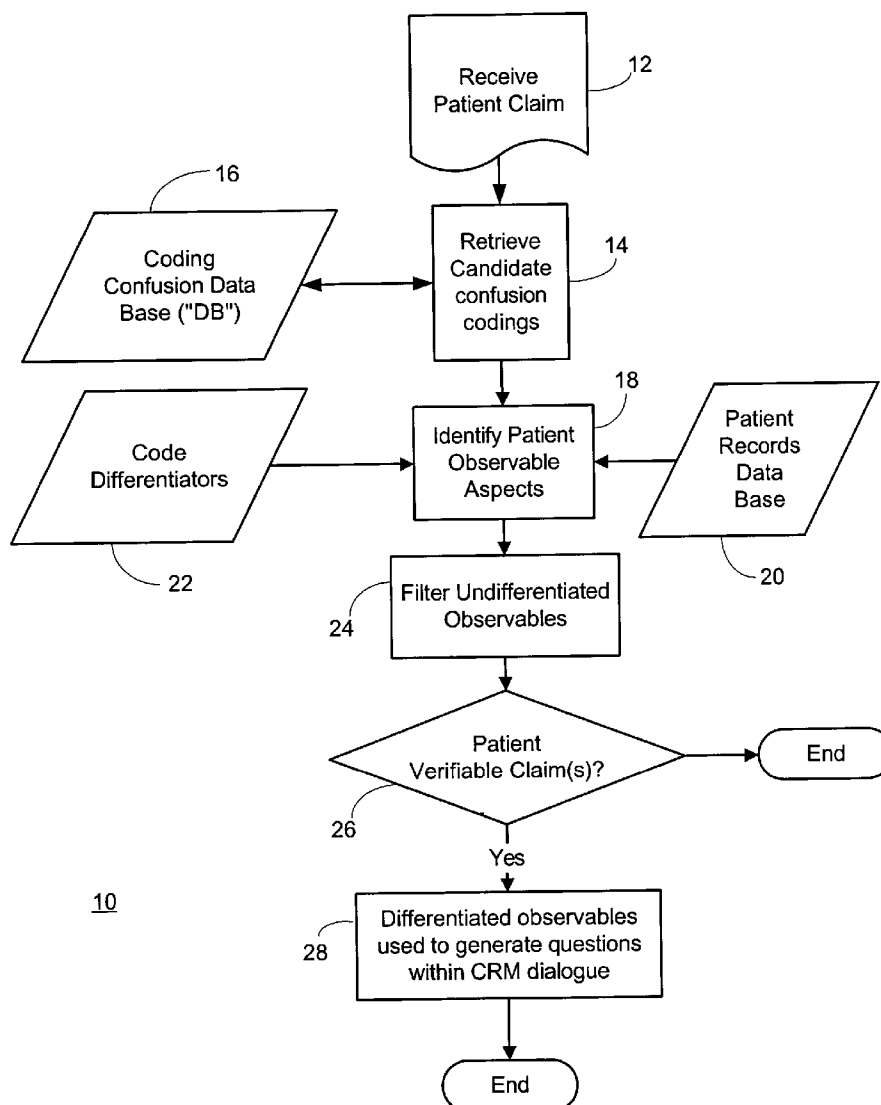 Receive
Patient Claim
12
16
Coding
Confusion Data
Base ("DB")
Retrieve
Candidate
confusion
codings
14
18
Code
Differentiators
22
Identify Patient
Observable
Aspects
Patient
Records
Data
Base
20
Filter Undifferentiated
Observables
24
Patient
Verifiable Claim(s)?
26
End
Yes
10
Differentiated observables
used to generate questions
within CRM dialogue
28
End